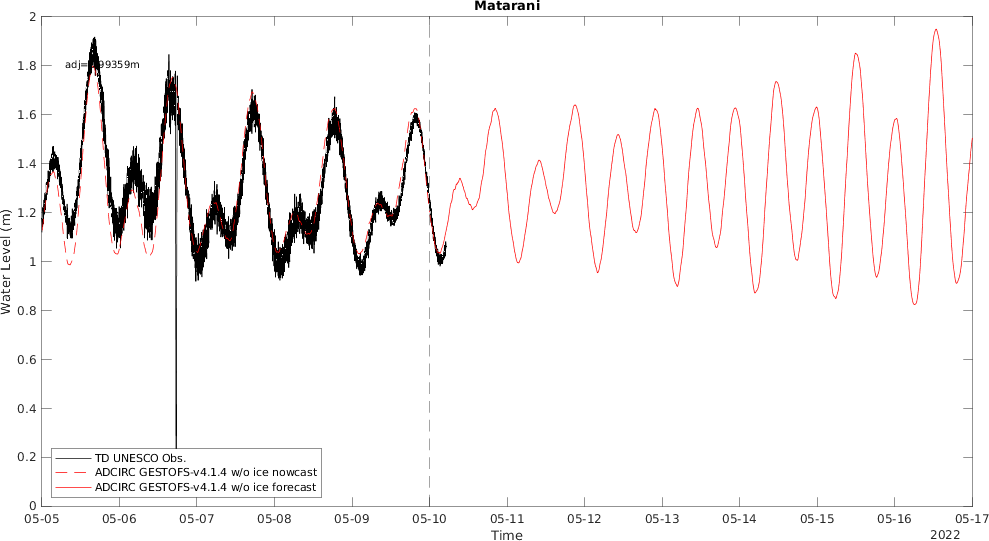 Matarani
2
1.8
1.6
1.4
1.2
1
0.8
0.6
0.4
0.2
0
Water Level (m)
TD UNESCO Obs.
ADCIRC GESTOFS-v4.1.4 w/o ice nowcast
ADCIRC GESTOFS-v4.1.4 w/o ice forecast
05-05 05-06 05-07 05-08 05-09 05-10 05-11 05-12 05-13 05-14 05-15 05-16 05-17
Time
2022